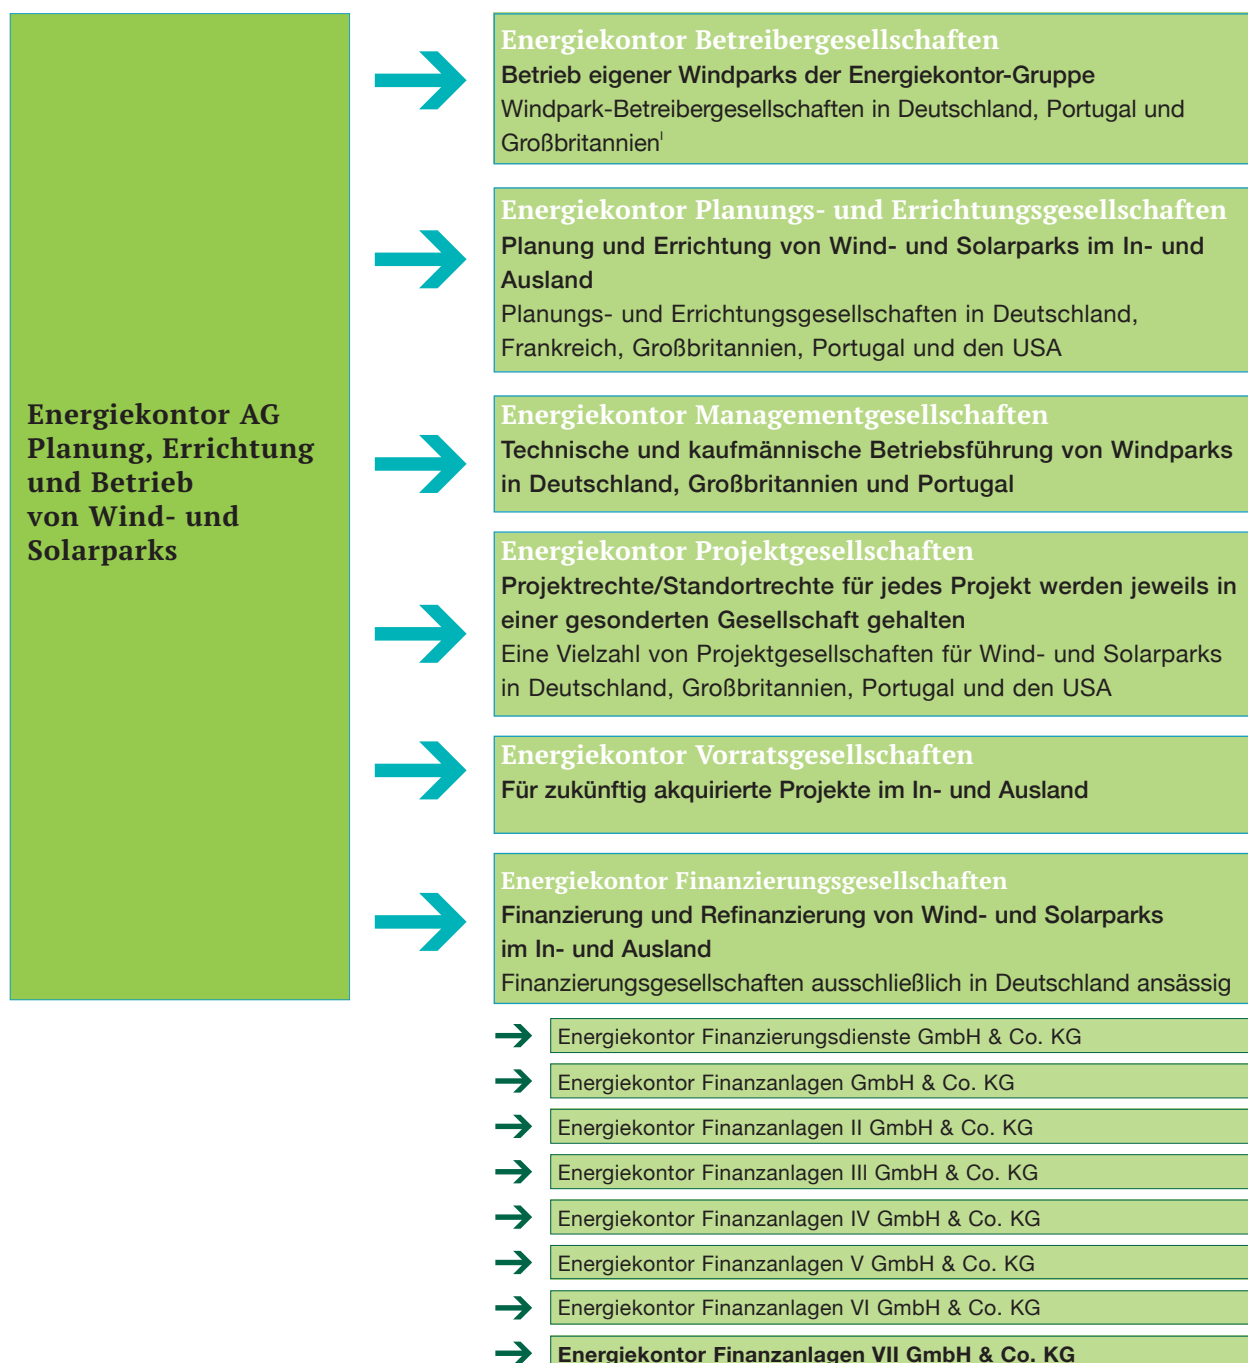 Energiekontor AG
Planung, Errichtung
und Betrieb
von Wind- und
Solarparks
Energiekontor Betreibergesellschaften
Betrieb eigener Windparks der Energiekontor-Gruppe
Windpark-Betreibergesellschaften in Deutschland, Portugal und
Großbritannienᴵ
Energiekontor Planungs- und Errichtungsgesellschaften
Planung und Errichtung von Wind- und Solarparks im In- und
Ausland
Planungs- und Errichtungsgesellschaften in Deutschland,
Frankreich, Großbritannien, Portugal und den USA
Energiekontor Managementgesellschaften
Technische und kaufmännische Betriebsführung von Windparks
in Deutschland, Großbritannien und Portugal
Energiekontor Projektgesellschaften
Projektrechte/Standortrechte für jedes Projekt werden jeweils in
einer gesonderten Gesellschaft gehalten
Eine Vielzahl von Projektgesellschaften für Wind- und Solarparks
in Deutschland, Großbritannien, Portugal und den USA
Energiekontor Vorratsgesellschaften
Für zukünftig akquirierte Projekte im In- und Ausland
Energiekontor Finanzierungsgesellschaften
Finanzierung und Refinanzierung von Wind- und Solarparks
im In- und Ausland
Finanzierungsgesellschaften ausschließlich in Deutschland ansässig
Energiekontor Finanzierungsdienste GmbH & Co. KG
Energiekontor Finanzanlagen GmbH & Co. KG
Energiekontor Finanzanlagen II GmbH & Co. KG
Energiekontor Finanzanlagen III GmbH & Co. KG
Energiekontor Finanzanlagen IV GmbH & Co. KG
Energiekontor Finanzanlagen V GmbH & Co. KG
Energiekontor Finanzanlagen VI GmbH & Co. KG
Energiekontor Finanzanlagen VII GmbH & Co. KG